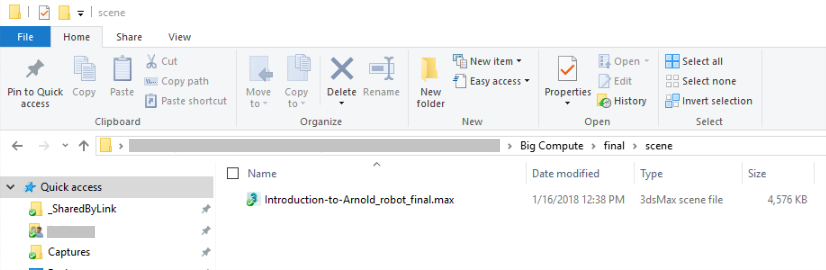 scene
File Home Share View
Pin to Quick access
Copy
Paste
Cut
Copy path
Paste shortcut
Clipboard
Move to
Copy to
Delete
Rename
Organize
New folder
New item
Easy access
New
Properties
Open
Edit
History
Open
Select all
Select none
Invert selection
Select
Big Compute > final > scene
Quick access
_SharedByLink
Captures
Name Date modified Type Size
Introduction-to-Arnold_robot_final.max 1/16/2018 12:38 PM 3dsMax scene file 4,576 KB